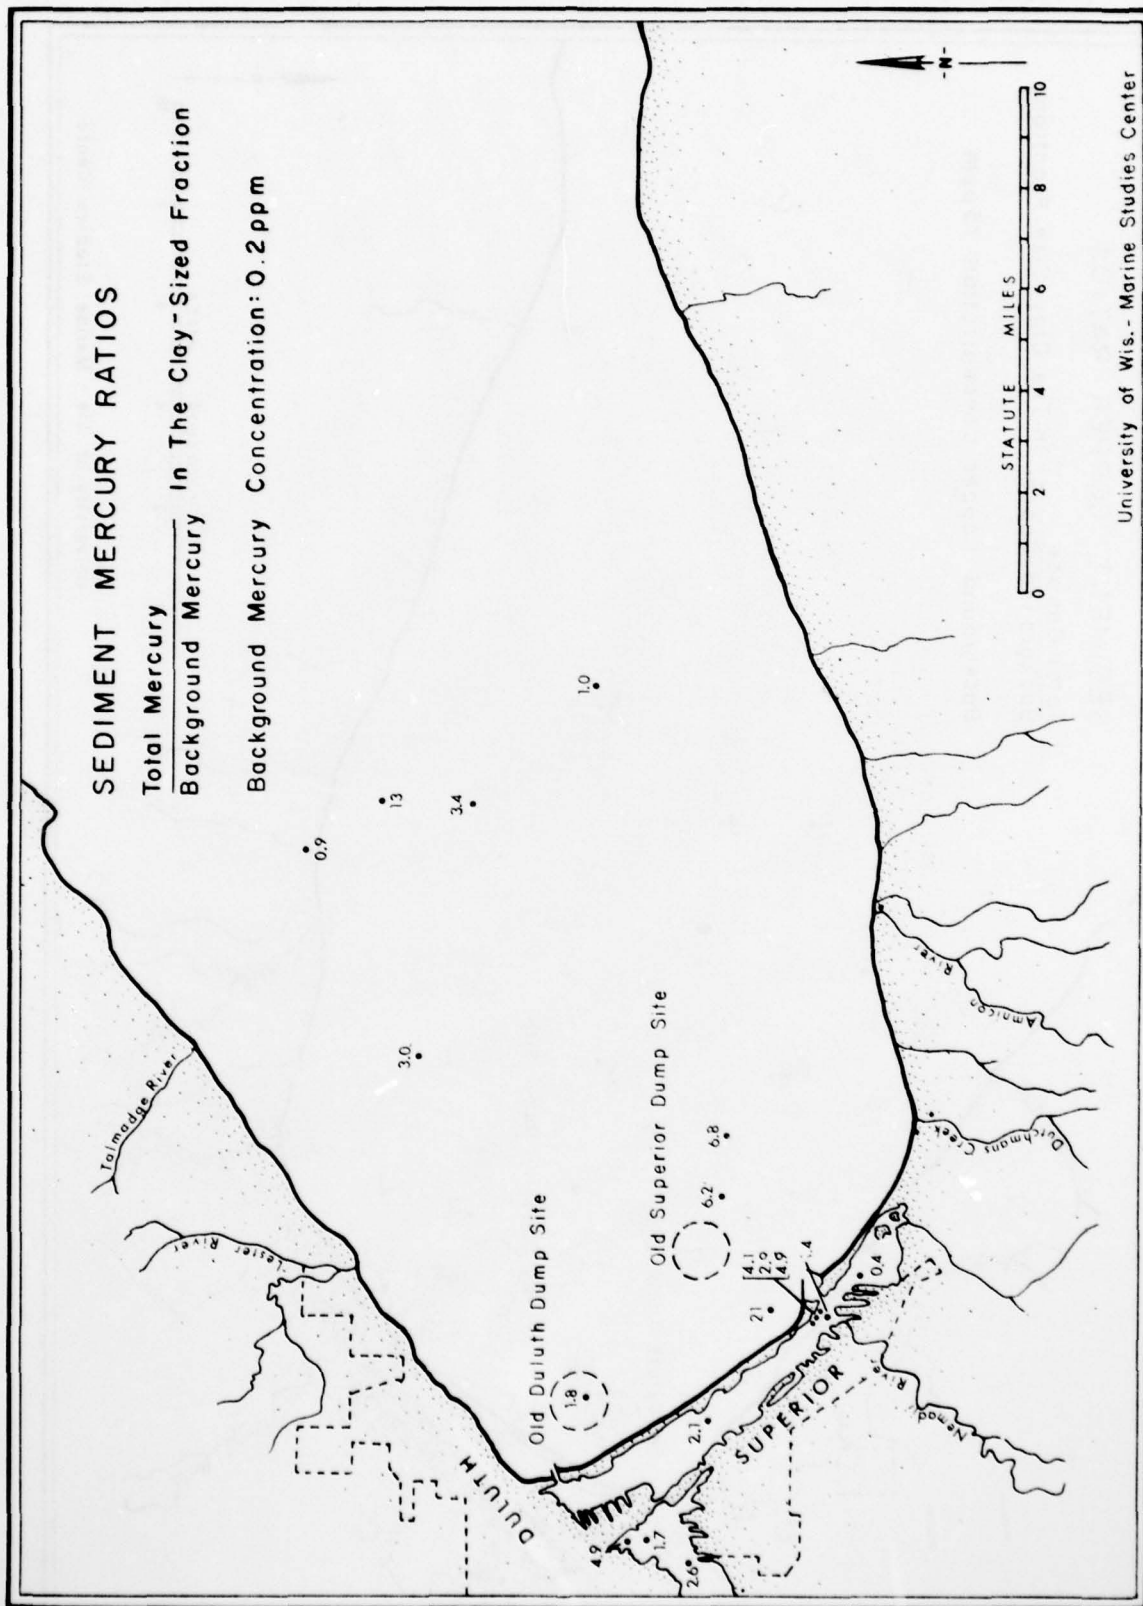 SEDIMENT MERCURY RATIOS
Total Mercury
Background Mercury
In The Clay-Sized Fraction
Background Mercury Concentration: 0.2 ppm
Talmadge River
Lester River
0.9
13
3.4
1.0
3.0
Old Duluth Dump Site
1.8
Old Superior Dump Site
6.2
6.8
21
4.1
2.9
4.9
.4
0.4
2.1
DULUTH
SUPERIOR
4.9
1.7
2.6
Nemadji River
Dutchmans Creek
Amnicon River
STATUTE MILES
0 2 4 6 8 10
-N-
University of Wis.- Marine Studies Center